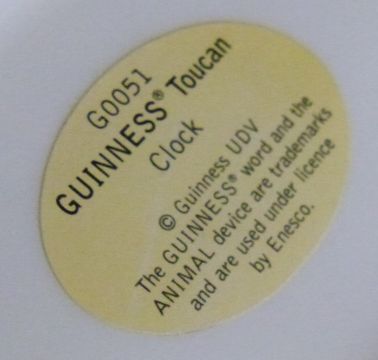 G0051
GUINNESS® Toucan
Clock
© Guinness UDV
The GUINNESS® word and the
ANIMAL device are trademarks
and are used under licence
by Enesco.